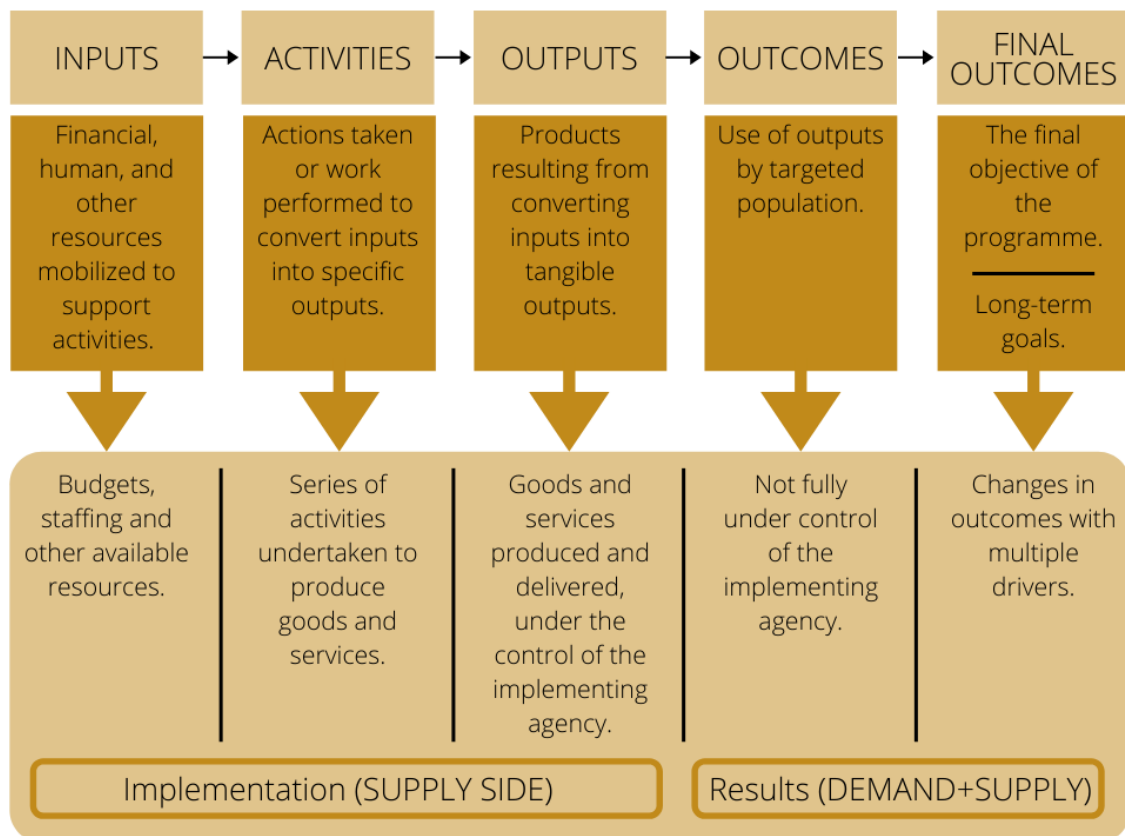 INPUTS
ACTIVITIES
OUTPUTS
OUTCOMES
FINAL
OUTCOMES
Financial,
human, and
other
resources
mobilized to
support
activities.
Actions taken
or work
performed to
convert inputs
into specific
outputs.
Products
resulting from
converting
inputs into
tangible
outputs.
Use of outputs
by targeted
population.
The final
objective of
the
programme.
Long-term
goals.
Budgets,
staffing and
other available
resources.
Series of
activities
undertaken to
produce
goods and
services.
Goods and
services
produced and
delivered,
under the
control of the
implementing
agency.
Not fully
under control
of the
implementing
agency.
Changes in
outcomes with
multiple
drivers.
Implementation (SUPPLY SIDE)
Results (DEMAND+SUPPLY)